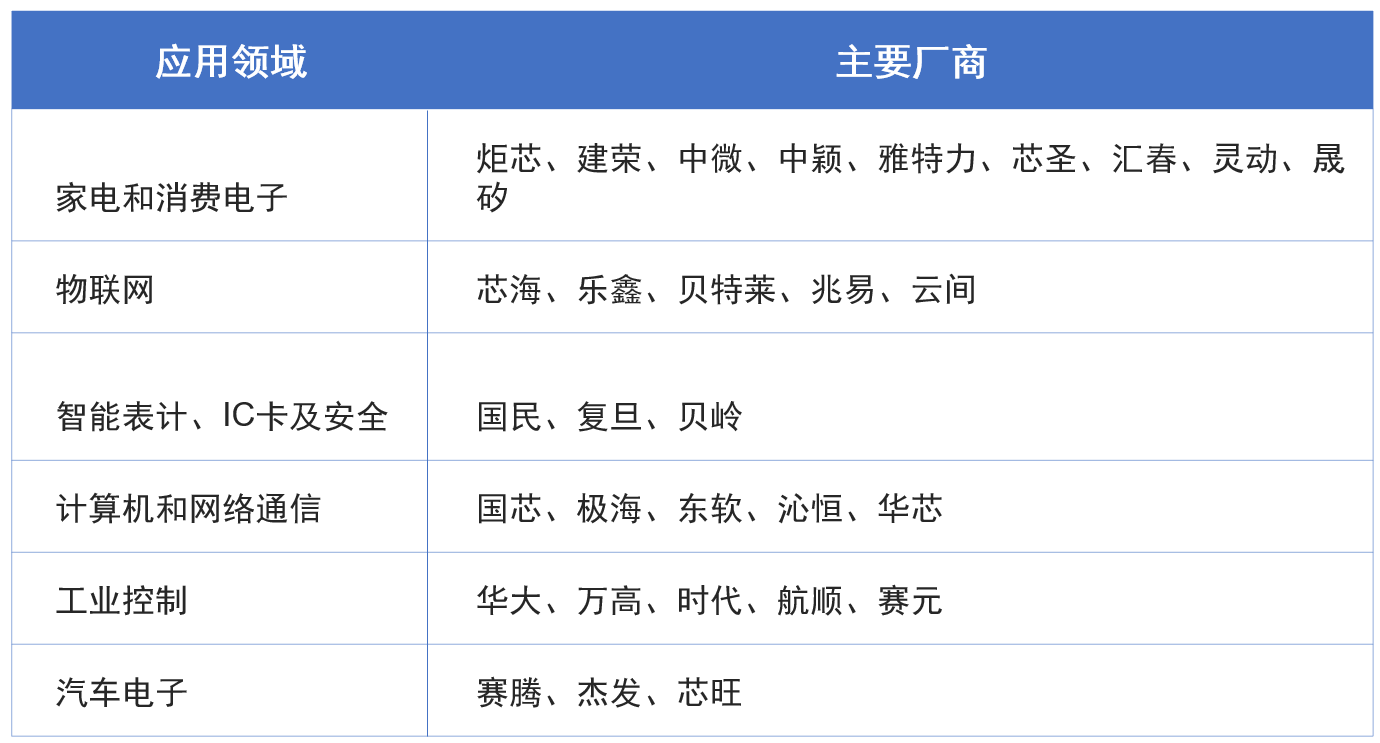 应用领域 主要厂商
家电和消费电子 炬芯、建荣、中微、中颖、雅特力、芯圣、汇春、灵动、晟
矽
物联网 芯海、乐鑫、贝特莱、兆易、云间
智能表计、IC卡及安全 国民、复旦、贝岭
计算机和网络通信 国芯、极海、东软、沁恒、华芯
工业控制 华大、万高、时代、航顺、赛元
汽车电子 赛腾、杰发、芯旺